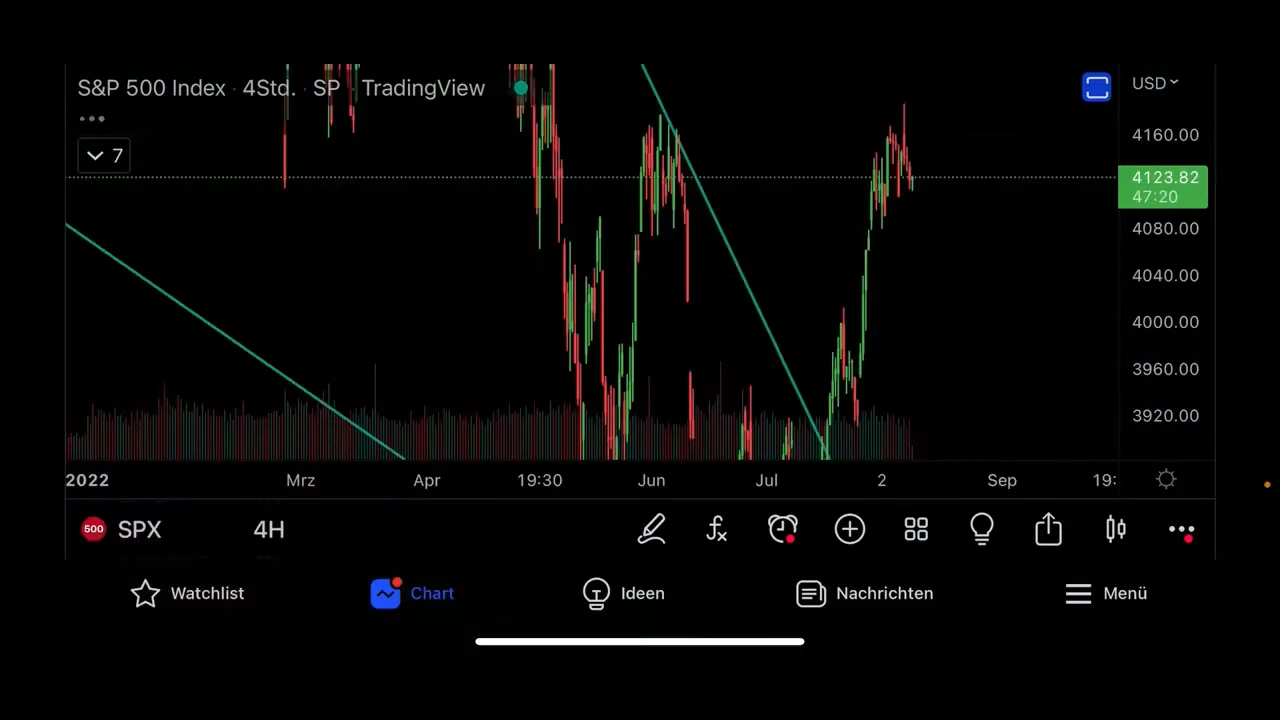 S&P 500 Index · 4Std. · SP · TradingView
USD
7
4160.00
4123.82
47:20
4080.00
4040.00
4000.00
3960.00
3920.00
2022 Mrz Apr 19:30 Jun Jul 2 Sep 19:
500 SPX 4H
Watchlist Chart Ideen Nachrichten Menü